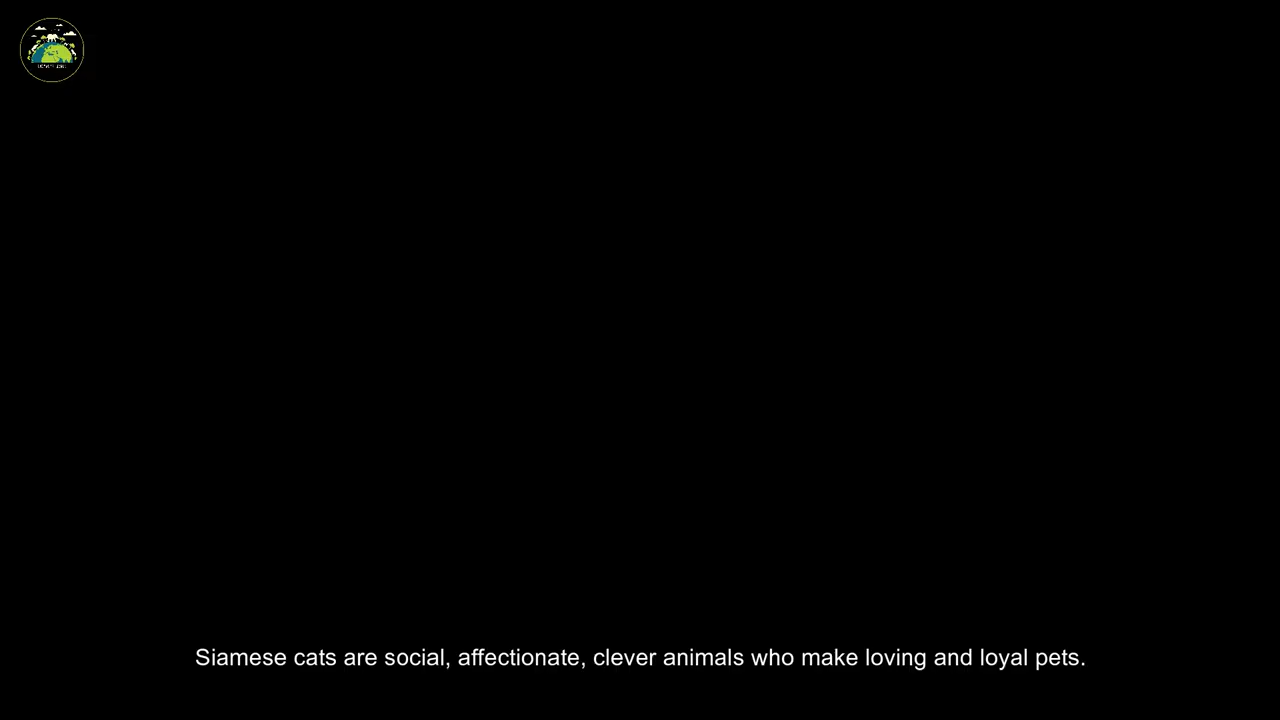 Siamese cats are social, affectionate, clever animals who make loving and loyal pets.